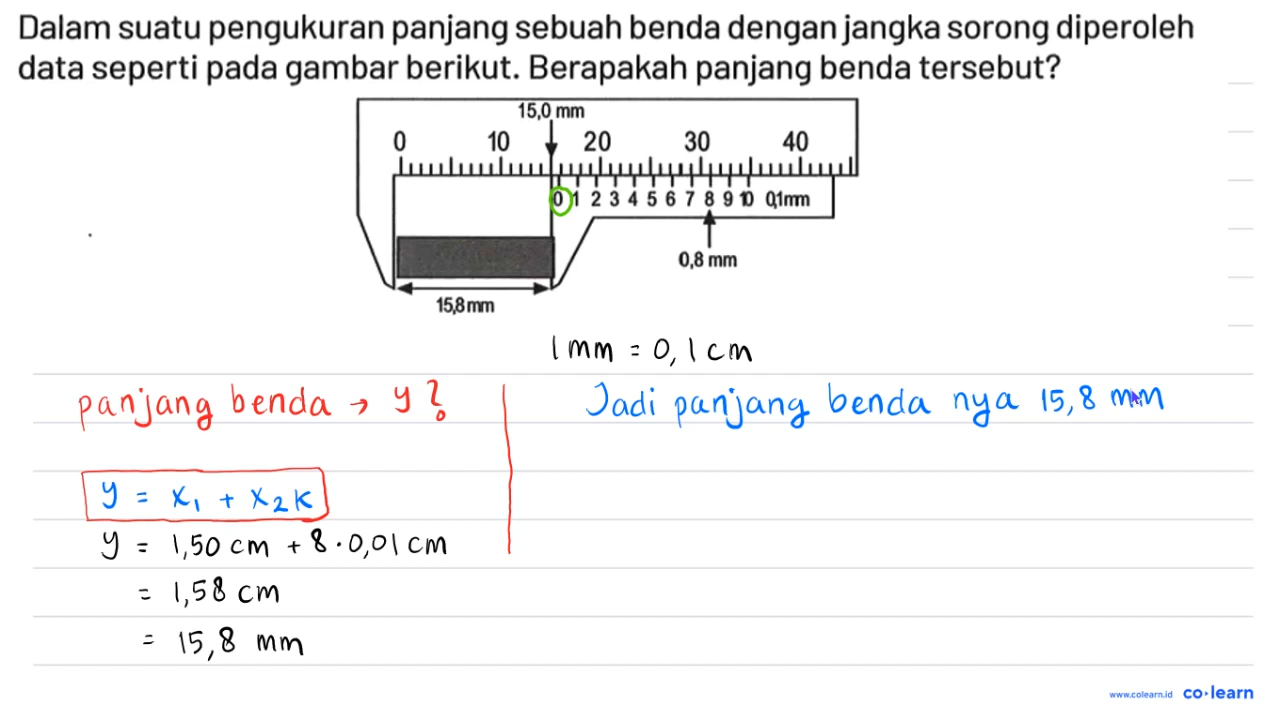 Dalam suatu pengukuran panjang sebuah benda dengan jangka sorong diperoleh
data seperti pada gambar berikut. Berapakah panjang benda tersebut?
15,0 mm
0 10 20 30 40
0 1 2 3 4 5 6 7 8 9 10 0,1mm
0,8 mm
15,8 mm
1 mm = 0,1 cm
panjang benda → y?
y = x₁ + x₂k
y = 1,50 cm + 8 · 0,01 cm
= 1,58 cm
= 15,8 mm
Jadi panjang benda nya 15,8 mm
www.colearn.id co·learn